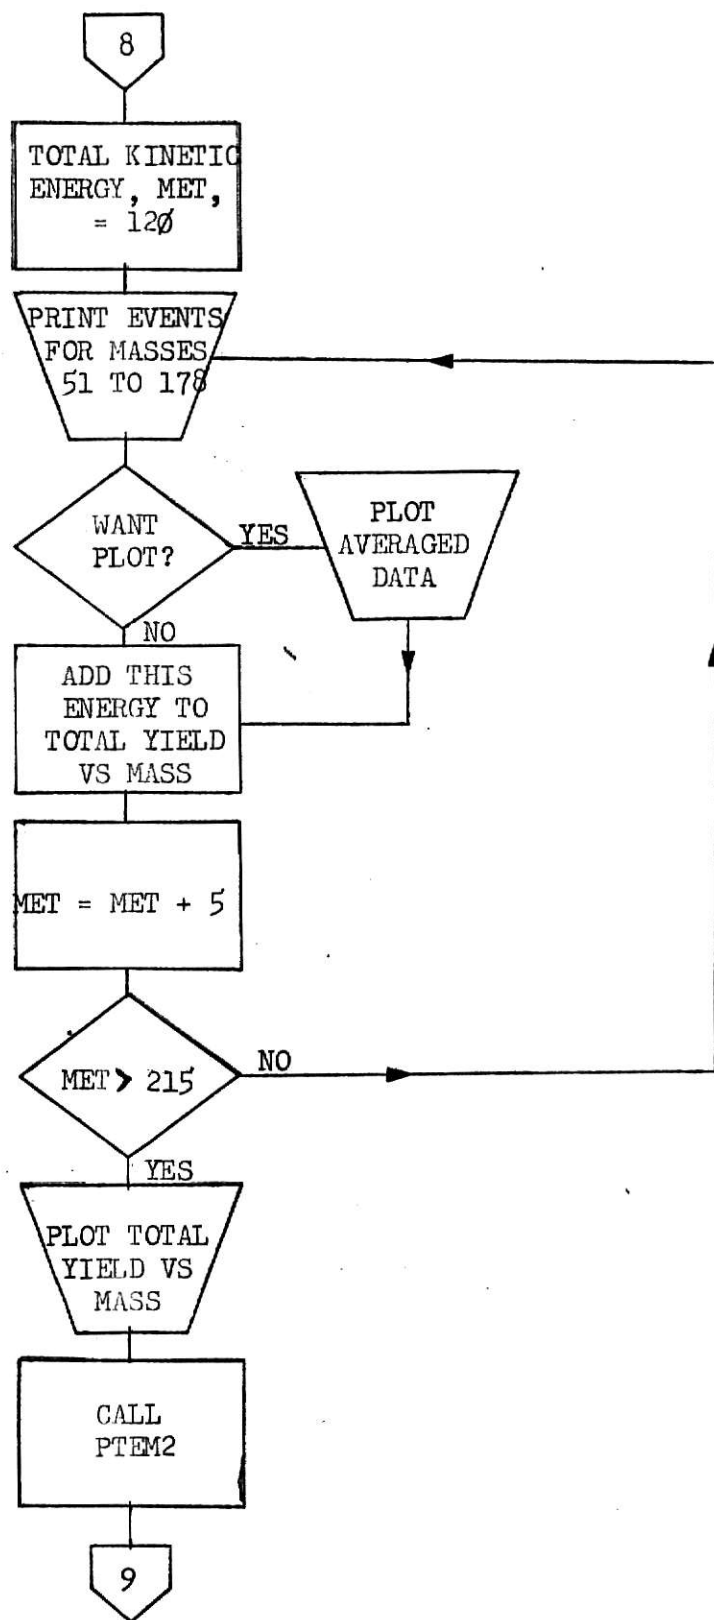 8
TOTAL KINETIC
ENERGY, MET,
= 12Ø
PRINT EVENTS
FOR MASSES
51 TO 178
WANT
PLOT?
YES
PLOT
AVERAGED
DATA
NO
ADD THIS
ENERGY TO
TOTAL YIELD
VS MASS
MET = MET + 5
MET > 215
NO
YES
PLOT TOTAL
YIELD VS
MASS
CALL
PTEM2
9